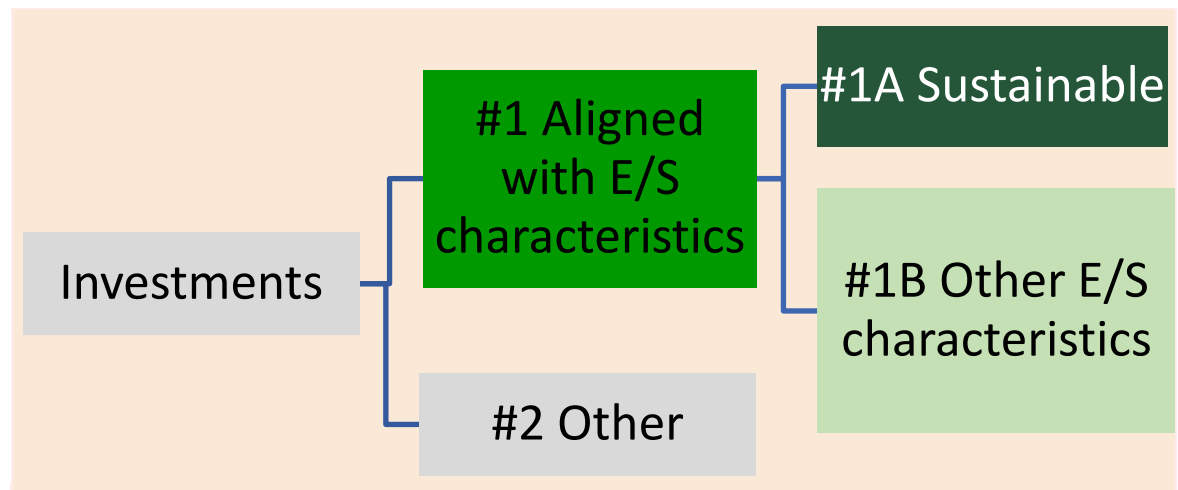 Investments
#1 Aligned
with E/S
characteristics
#2 Other
#1A Sustainable
#1B Other E/S
characteristics